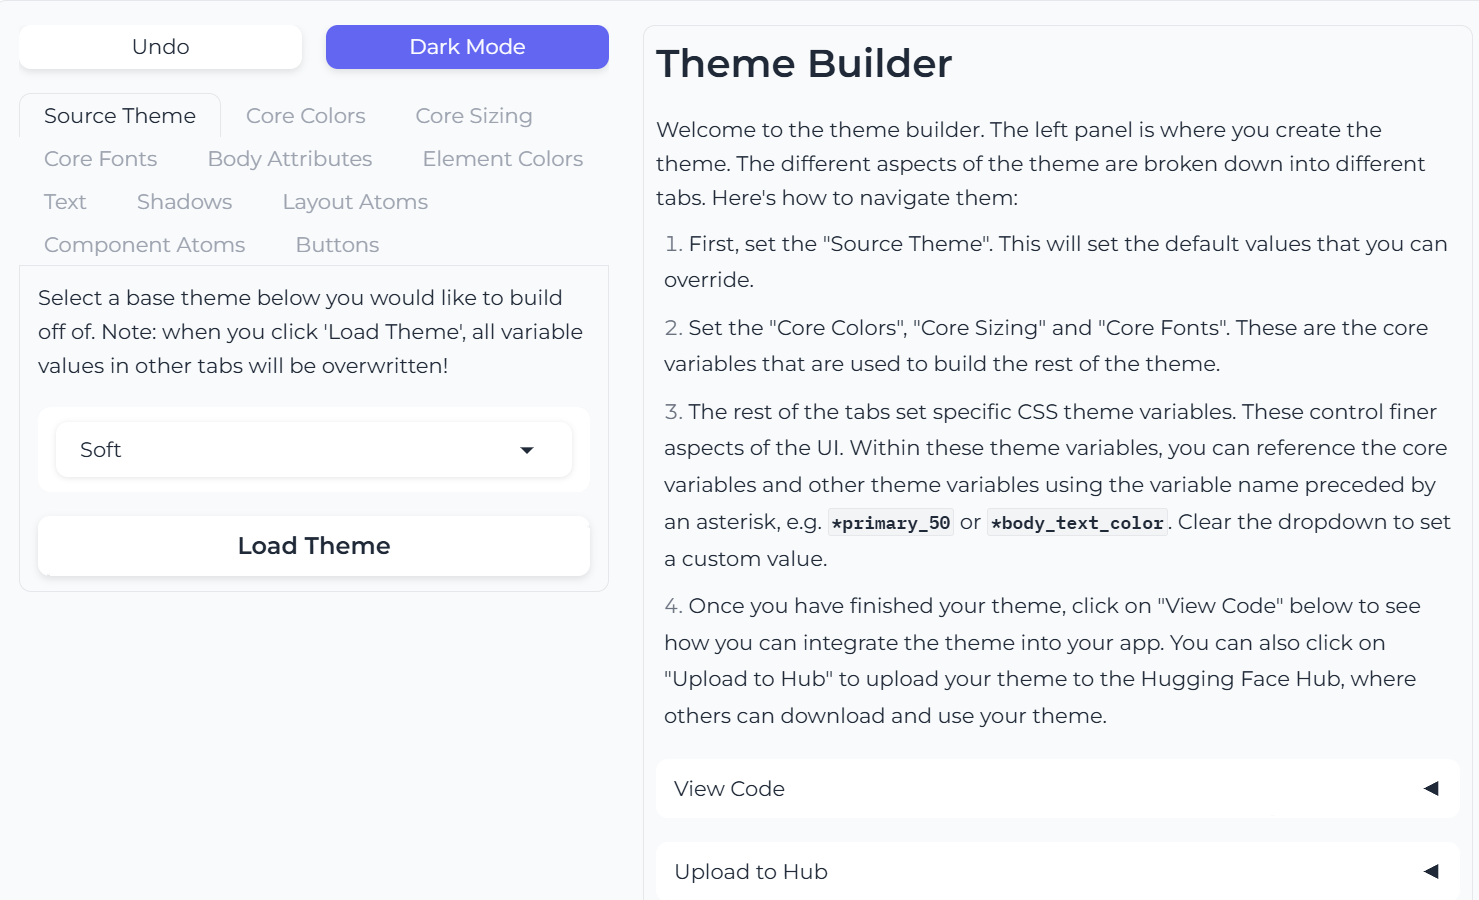 Undo
Dark Mode
Source Theme
Core Colors
Core Sizing
Core Fonts
Body Attributes
Element Colors
Text
Shadows
Layout Atoms
Component Atoms
Buttons
Select a base theme below you would like to build
off of. Note: when you click 'Load Theme', all variable
values in other tabs will be overwritten!
Soft
Load Theme
Theme Builder
Welcome to the theme builder. The left panel is where you create the
theme. The different aspects of the theme are broken down into different
tabs. Here's how to navigate them:
1. First, set the "Source Theme". This will set the default values that you can
override.
2. Set the "Core Colors", "Core Sizing" and "Core Fonts". These are the core
variables that are used to build the rest of the theme.
3. The rest of the tabs set specific CSS theme variables. These control finer
aspects of the UI. Within these theme variables, you can reference the core
variables and other theme variables using the variable name preceded by
an asterisk, e.g. *primary_50 or *body_text_color. Clear the dropdown to set
a custom value.
4. Once you have finished your theme, click on "View Code" below to see
how you can integrate the theme into your app. You can also click on
"Upload to Hub" to upload your theme to the Hugging Face Hub, where
others can download and use your theme.
View Code
Upload to Hub